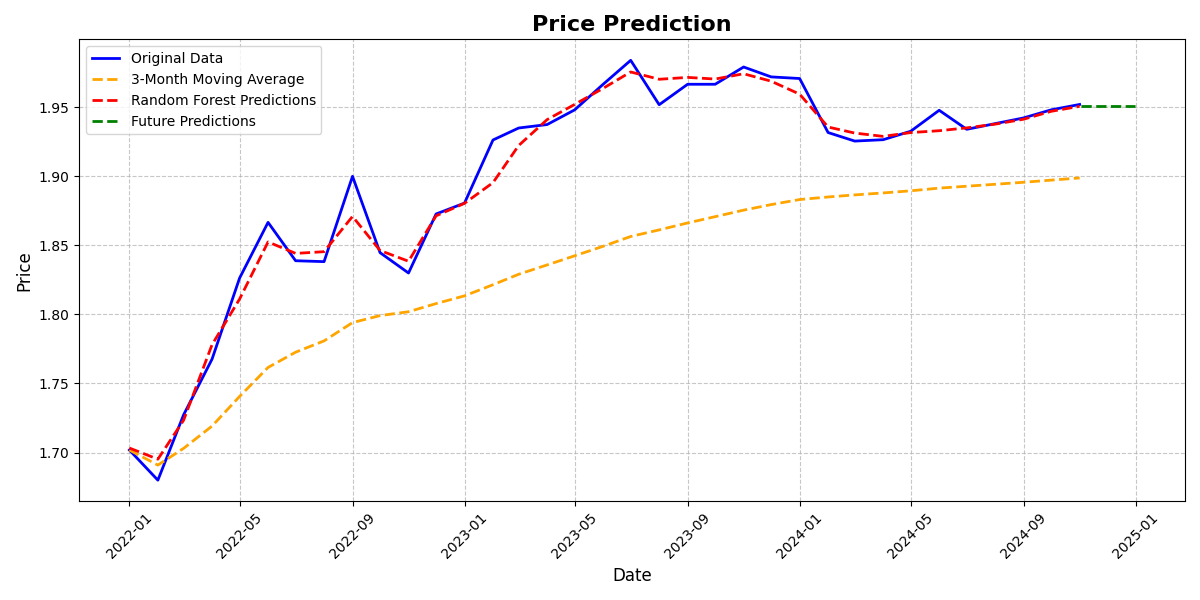 Price Prediction
Original Data
3-Month Moving Average
Random Forest Predictions
Future Predictions
1.95
1.90
1.85
1.80
1.75
1.70
Price
2022-01
2022-05
2022-09
2023-01
2023-05
2023-09
2024-01
2024-05
2024-09
2025-01
Date